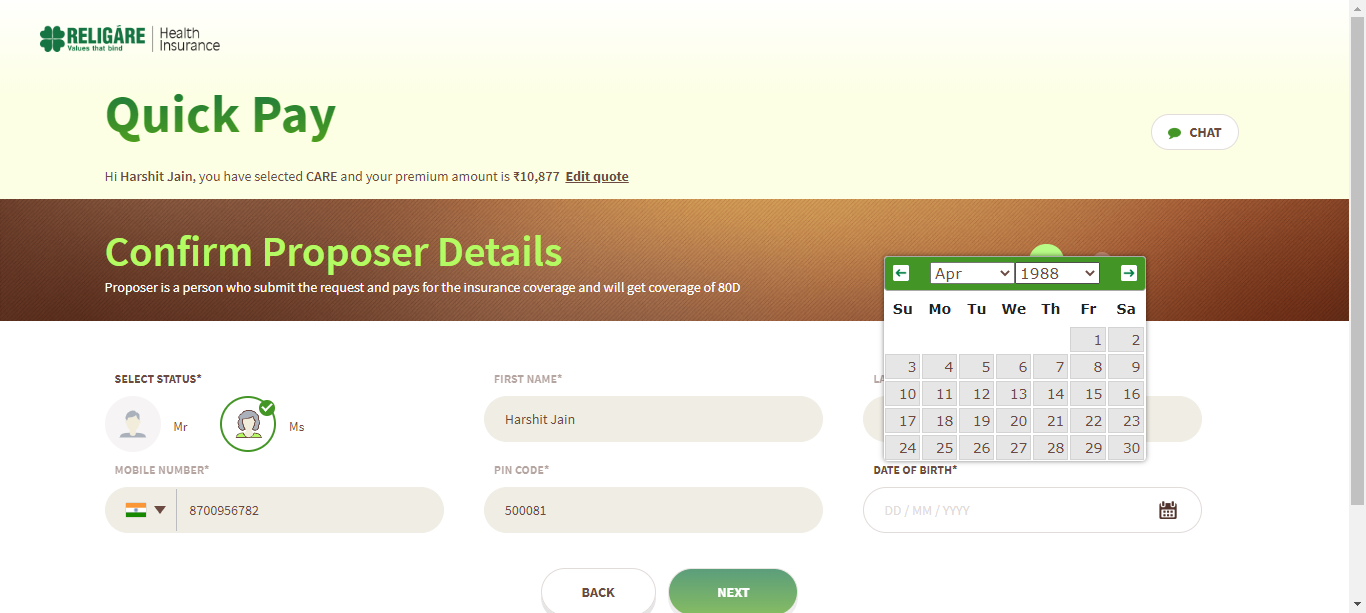 RELIGÁRE Health
Values that bind Insurance
Quick Pay
CHAT
Hi Harshit Jain, you have selected CARE and your premium amount is ₹10,877 Edit quote
Confirm Proposer Details
Proposer is a person who submit the request and pays for the insurance coverage and will get coverage of 80D
Apr 1988
Su Mo Tu We Th Fr Sa
1 2
3 4 5 6 7 8 9
10 11 12 13 14 15 16
17 18 19 20 21 22 23
24 25 26 27 28 29 30
SELECT STATUS* FIRST NAME*
Mr Ms Harshit Jain
MOBILE NUMBER* PIN CODE* DATE OF BIRTH*
8700956782 500081 DD / MM / YYYY
BACK NEXT